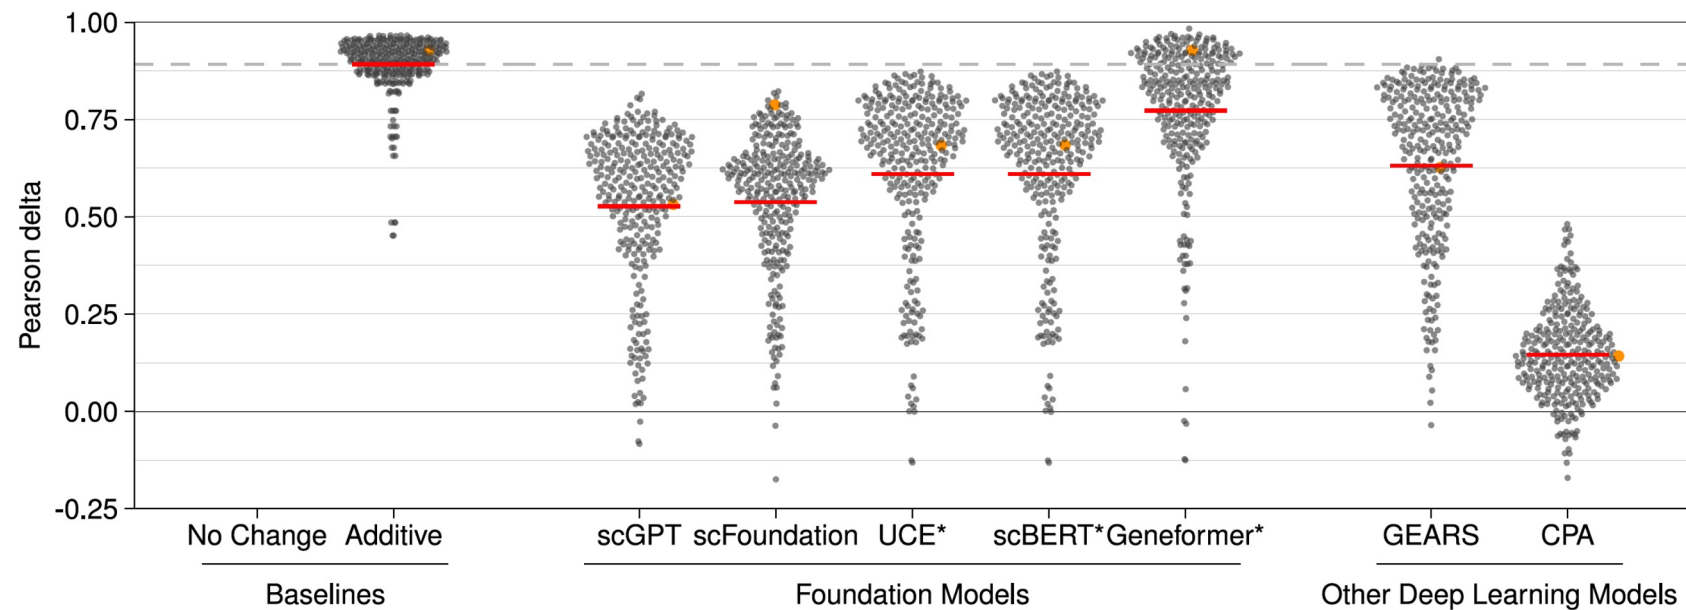 1.00
0.75
0.50
0.25
0.00
-0.25
Pearson delta
No Change Additive scGPT scFoundation UCE* scBERT* Geneformer* GEARS CPA
Baselines Foundation Models Other Deep Learning Models